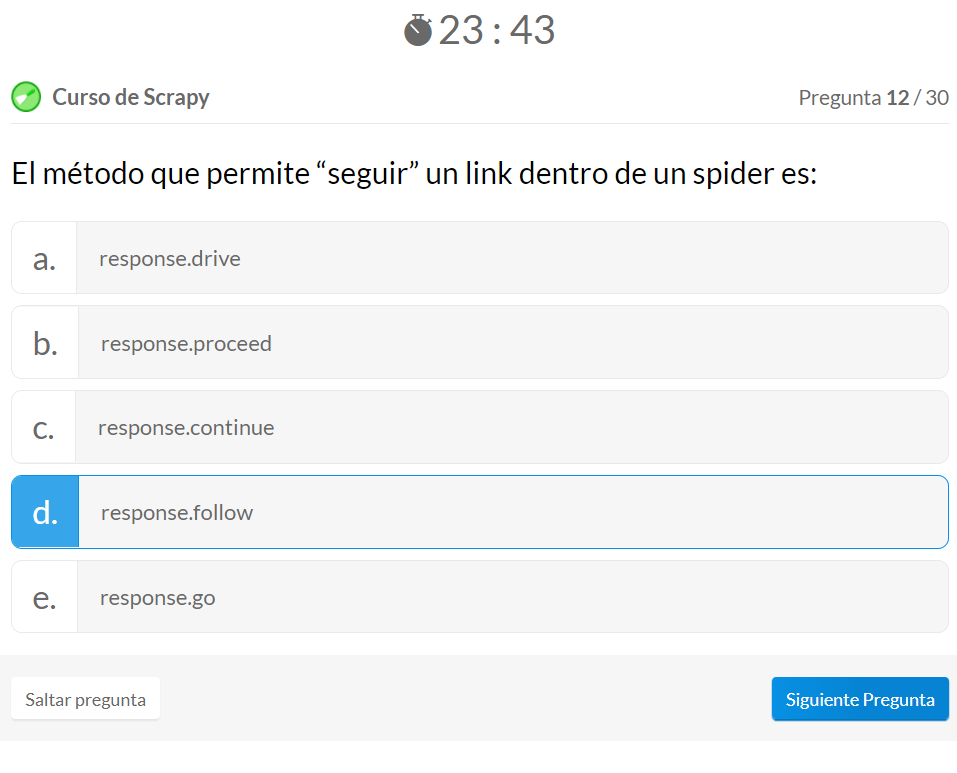 23 : 43
Curso de Scrapy
Pregunta 12 / 30
El método que permite “seguir” un link dentro de un spider es:
a. response.drive
b. response.proceed
c. response.continue
d. response.follow
e. response.go
Saltar pregunta
Siguiente Pregunta